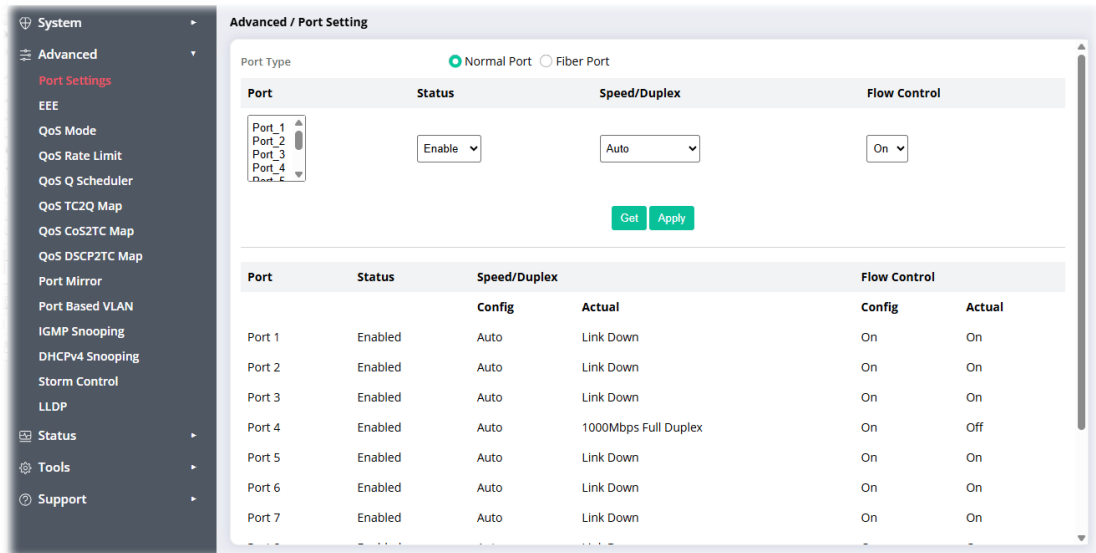 System
Advanced
Port Settings
EEE
QoS Mode
QoS Rate Limit
QoS Q Scheduler
QoS TC2Q Map
QoS CoS2TC Map
QoS DSCP2TC Map
Port Mirror
Port Based VLAN
IGMP Snooping
DHCPv4 Snooping
Storm Control
LLDP
Status
Tools
Support
Advanced / Port Setting
Port Type Normal Port Fiber Port
Port Status Speed/Duplex Flow Control
Port_1
Port_2
Port_3
Port_4
Enable Auto On
Get Apply
Port Status Speed/Duplex Flow Control
Config Actual Config Actual
Port 1 Enabled Auto Link Down On On
Port 2 Enabled Auto Link Down On On
Port 3 Enabled Auto Link Down On On
Port 4 Enabled Auto 1000Mbps Full Duplex On Off
Port 5 Enabled Auto Link Down On On
Port 6 Enabled Auto Link Down On On
Port 7 Enabled Auto Link Down On On